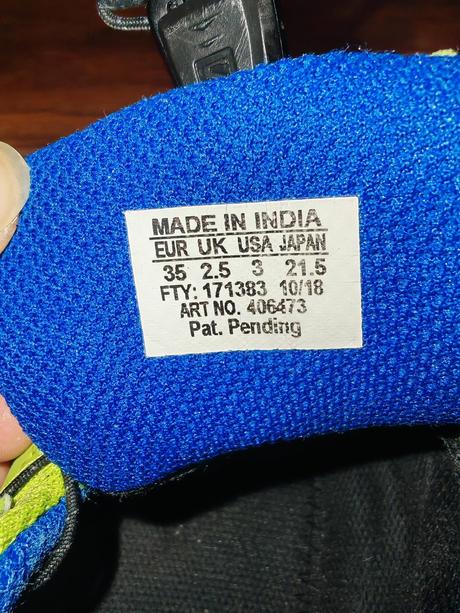 MADE IN INDIA
EUR UK USA JAPAN
35 2.5 3 21.5
FTY: 171383 10/18
ART NO. 406473
Pat. Pending